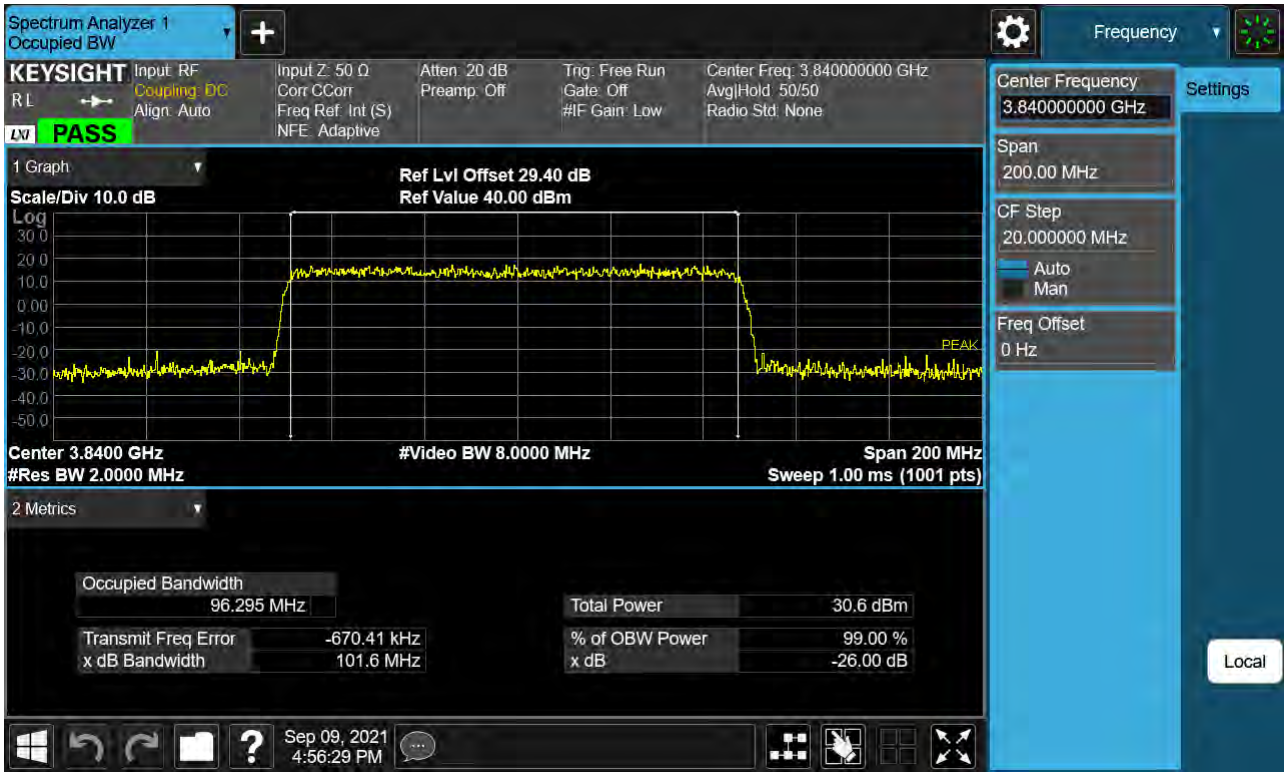 Spectrum Analyzer 1
Occupied BW
+
Frequency
KEYSIGHT
RL
LXI
PASS
Input: RF
Coupling: DC
Align: Auto
Input Z: 50 Ω
Corr CCorr
Freq Ref: Int (S)
NFE: Adaptive
Atten: 20 dB
Preamp: Off
Trig: Free Run
Gate: Off
#IF Gain: Low
Center Freq: 3.840000000 GHz
Avg|Hold: 50/50
Radio Std: None
Center Frequency
3.840000000 GHz
Settings
Span
200.00 MHz
CF Step
20.000000 MHz
Auto
Man
Freq Offset
0 Hz
1 Graph
Scale/Div 10.0 dB
Ref Lvl Offset 29.40 dB
Ref Value 40.00 dBm
Log
30.0
20.0
10.0
0.00
-10.0
-20.0
-30.0
-40.0
-50.0
PEAK
Center 3.8400 GHz
#Video BW 8.0000 MHz
Span 200 MHz
#Res BW 2.0000 MHz
Sweep 1.00 ms (1001 pts)
2 Metrics
Occupied Bandwidth
96.295 MHz
Transmit Freq Error -670.41 kHz
x dB Bandwidth 101.6 MHz
Total Power 30.6 dBm
% of OBW Power 99.00 %
x dB -26.00 dB
Local
?
Sep 09, 2021
4:56:29 PM